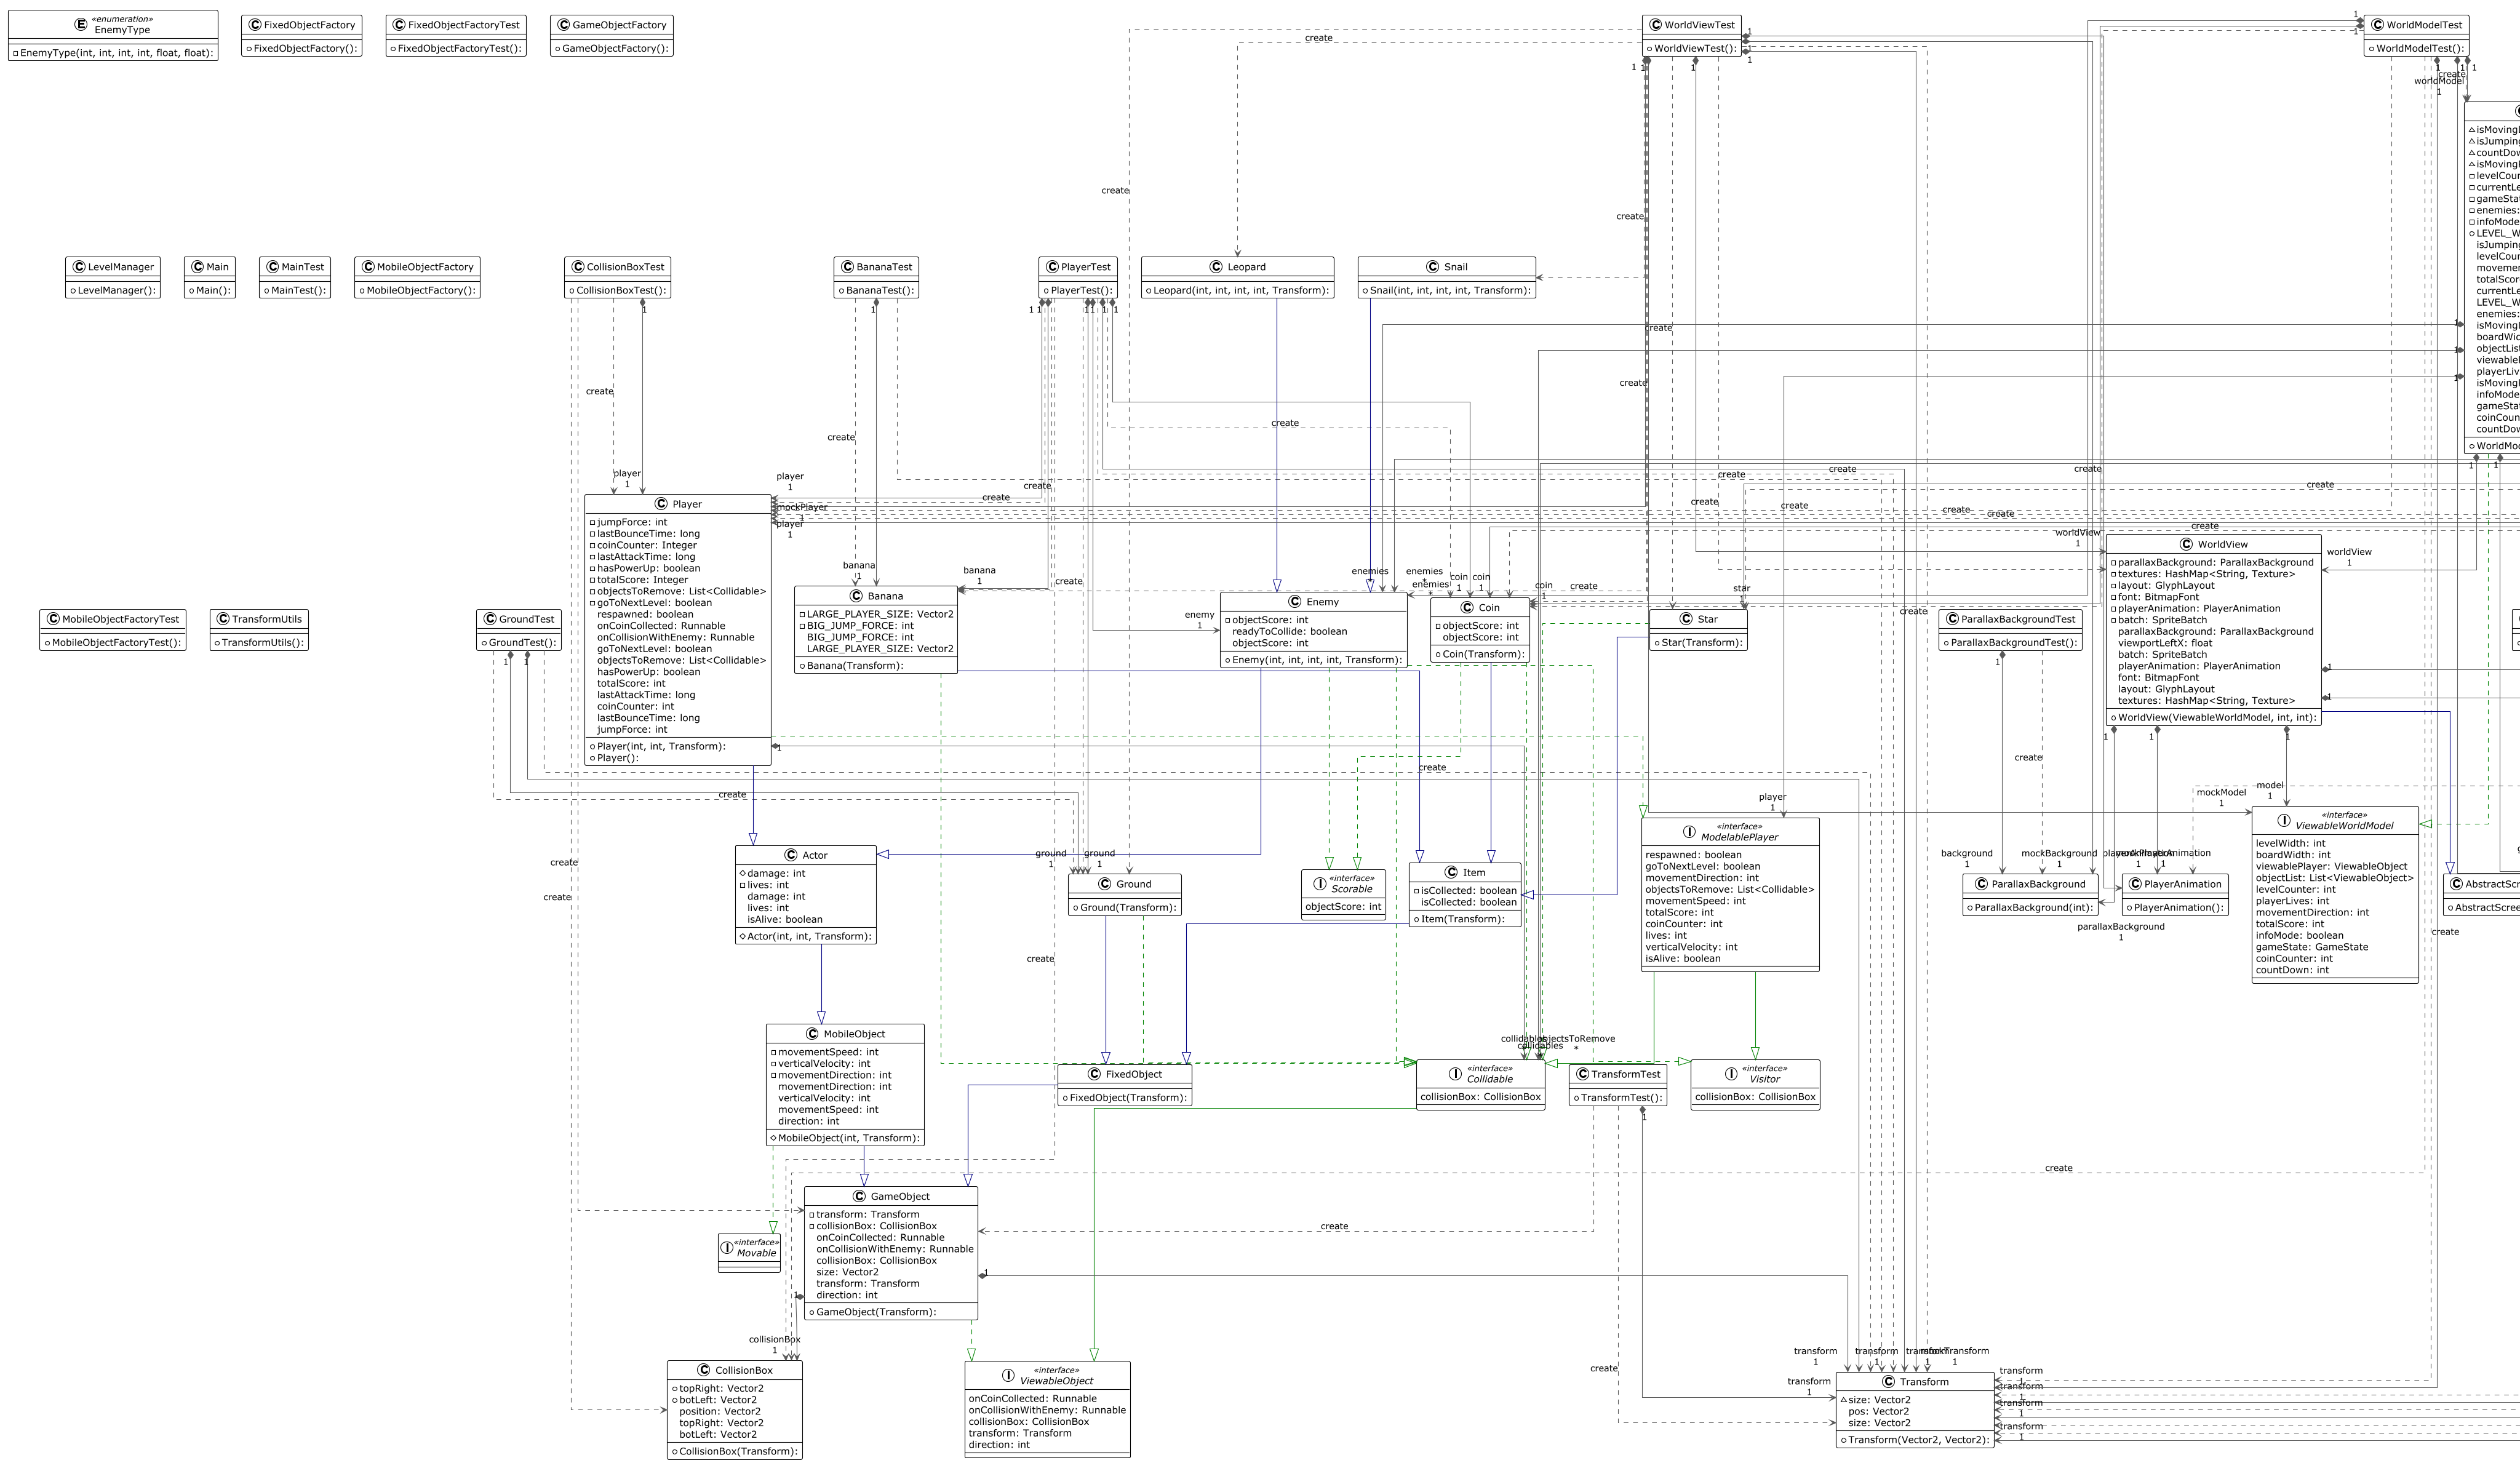 «enumeration»
EnemyType
EnemyType(int, int, int, int, float, float):
FixedObjectFactory
FixedObjectFactory():
FixedObjectFactoryTest
FixedObjectFactoryTest():
GameObjectFactory
GameObjectFactory():
WorldViewTest
WorldViewTest():
WorldModelTest
WorldModelTest():
1
1
1
1
1
1
create
create
create
worldModel
1
isMoving
isJumping
countDow
isMoving
levelCoun
currentLe
gameStat
enemies:
infoMode
LEVEL_W
isJumping
levelCoun
movemen
totalScore
currentLe
LEVEL_W
enemies:
isMoving
boardWid
objectList
viewable
playerLiv
isMoving
infoMode
gameStat
coinCoun
countDow
WorldMod
LevelManager
LevelManager():
Main
Main():
MainTest
MainTest():
MobileObjectFactory
MobileObjectFactory():
CollisionBoxTest
CollisionBoxTest():
BananaTest
BananaTest():
PlayerTest
PlayerTest():
Leopard
Leopard(int, int, int, int, Transform):
Snail
Snail(int, int, int, int, Transform):
create
create
create
create
create
create
create
create
create
create
create
create
create
create
player
1
player
1
mockPlayer
1
player
1
banana
1
banana
1
enemies
enemies
*
enemies
*
coin
1
coin
1
coin
1
star
1
enemy
1
worldView
1
worldView
1
MobileObjectFactoryTest
MobileObjectFactoryTest():
TransformUtils
TransformUtils():
GroundTest
GroundTest():
Player
jumpForce: int
lastBounceTime: long
coinCounter: Integer
lastAttackTime: long
hasPowerUp: boolean
totalScore: Integer
objectsToRemove: List<Collidable>
goToNextLevel: boolean
respawned: boolean
onCoinCollected: Runnable
onCollisionWithEnemy: Runnable
goToNextLevel: boolean
objectsToRemove: List<Collidable>
hasPowerUp: boolean
totalScore: int
lastAttackTime: long
coinCounter: int
lastBounceTime: long
jumpForce: int
Player(int, int, Transform):
Player():
Banana
LARGE_PLAYER_SIZE: Vector2
BIG_JUMP_FORCE: int
BIG_JUMP_FORCE: int
LARGE_PLAYER_SIZE: Vector2
Banana(Transform):
Enemy
objectScore: int
readyToCollide: boolean
objectScore: int
Enemy(int, int, int, int, Transform):
Coin
objectScore: int
objectScore: int
Coin(Transform):
Star
Star(Transform):
ParallaxBackgroundTest
ParallaxBackgroundTest():
WorldView
parallaxBackground: ParallaxBackground
textures: HashMap<String, Texture>
layout: GlyphLayout
font: BitmapFont
playerAnimation: PlayerAnimation
batch: SpriteBatch
parallaxBackground: ParallaxBackground
viewportLeftX: float
batch: SpriteBatch
playerAnimation: PlayerAnimation
font: BitmapFont
layout: GlyphLayout
textures: HashMap<String, Texture>
WorldView(ViewableWorldModel, int, int):
create
create
create
create
create
create
create
player
1
mockModel
1
model
1
Actor
damage: int
lives: int
damage: int
lives: int
isAlive: boolean
Actor(int, int, Transform):
ground
1
ground
1
Ground
Ground(Transform):
«interface»
Scorable
objectScore: int
Item
isCollected: boolean
isCollected: boolean
Item(Transform):
«interface»
ModelablePlayer
respawned: boolean
goToNextLevel: boolean
movementDirection: int
objectsToRemove: List<Collidable>
movementSpeed: int
totalScore: int
coinCounter: int
lives: int
verticalVelocity: int
isAlive: boolean
background
1
mockBackground
1
ParallaxBackground
ParallaxBackground(int):
PlayerAnimation
PlayerAnimation():
parallaxBackground
1
«interface»
ViewableWorldModel
levelWidth: int
boardWidth: int
viewablePlayer: ViewableObject
objectList: List<ViewableObject>
levelCounter: int
playerLives: int
movementDirection: int
totalScore: int
infoMode: boolean
gameState: GameState
coinCounter: int
countDown: int
AbstractScre
AbstractScree
create
create
MobileObject
movementSpeed: int
verticalVelocity: int
movementDirection: int
movementDirection: int
verticalVelocity: int
movementSpeed: int
direction: int
MobileObject(int, Transform):
FixedObject
FixedObject(Transform):
collidables
collidables
objectsToRemove
*
«interface»
Collidable
collisionBox: CollisionBox
TransformTest
TransformTest():
1
«interface»
Visitor
collisionBox: CollisionBox
create
«interface»
Movable
GameObject
transform: Transform
collisionBox: CollisionBox
onCoinCollected: Runnable
onCollisionWithEnemy: Runnable
collisionBox: CollisionBox
size: Vector2
transform: Transform
direction: int
GameObject(Transform):
create
collisionBox
1
CollisionBox
topRight: Vector2
botLeft: Vector2
position: Vector2
topRight: Vector2
botLeft: Vector2
CollisionBox(Transform):
«interface»
ViewableObject
onCoinCollected: Runnable
onCollisionWithEnemy: Runnable
collisionBox: CollisionBox
transform: Transform
direction: int
create
transform
1
transform
1
transform
1
mockTransform
1
Transform
size: Vector2
pos: Vector2
size: Vector2
Transform(Vector2, Vector2):
transform
1
transform
1
transform
1
transform
1